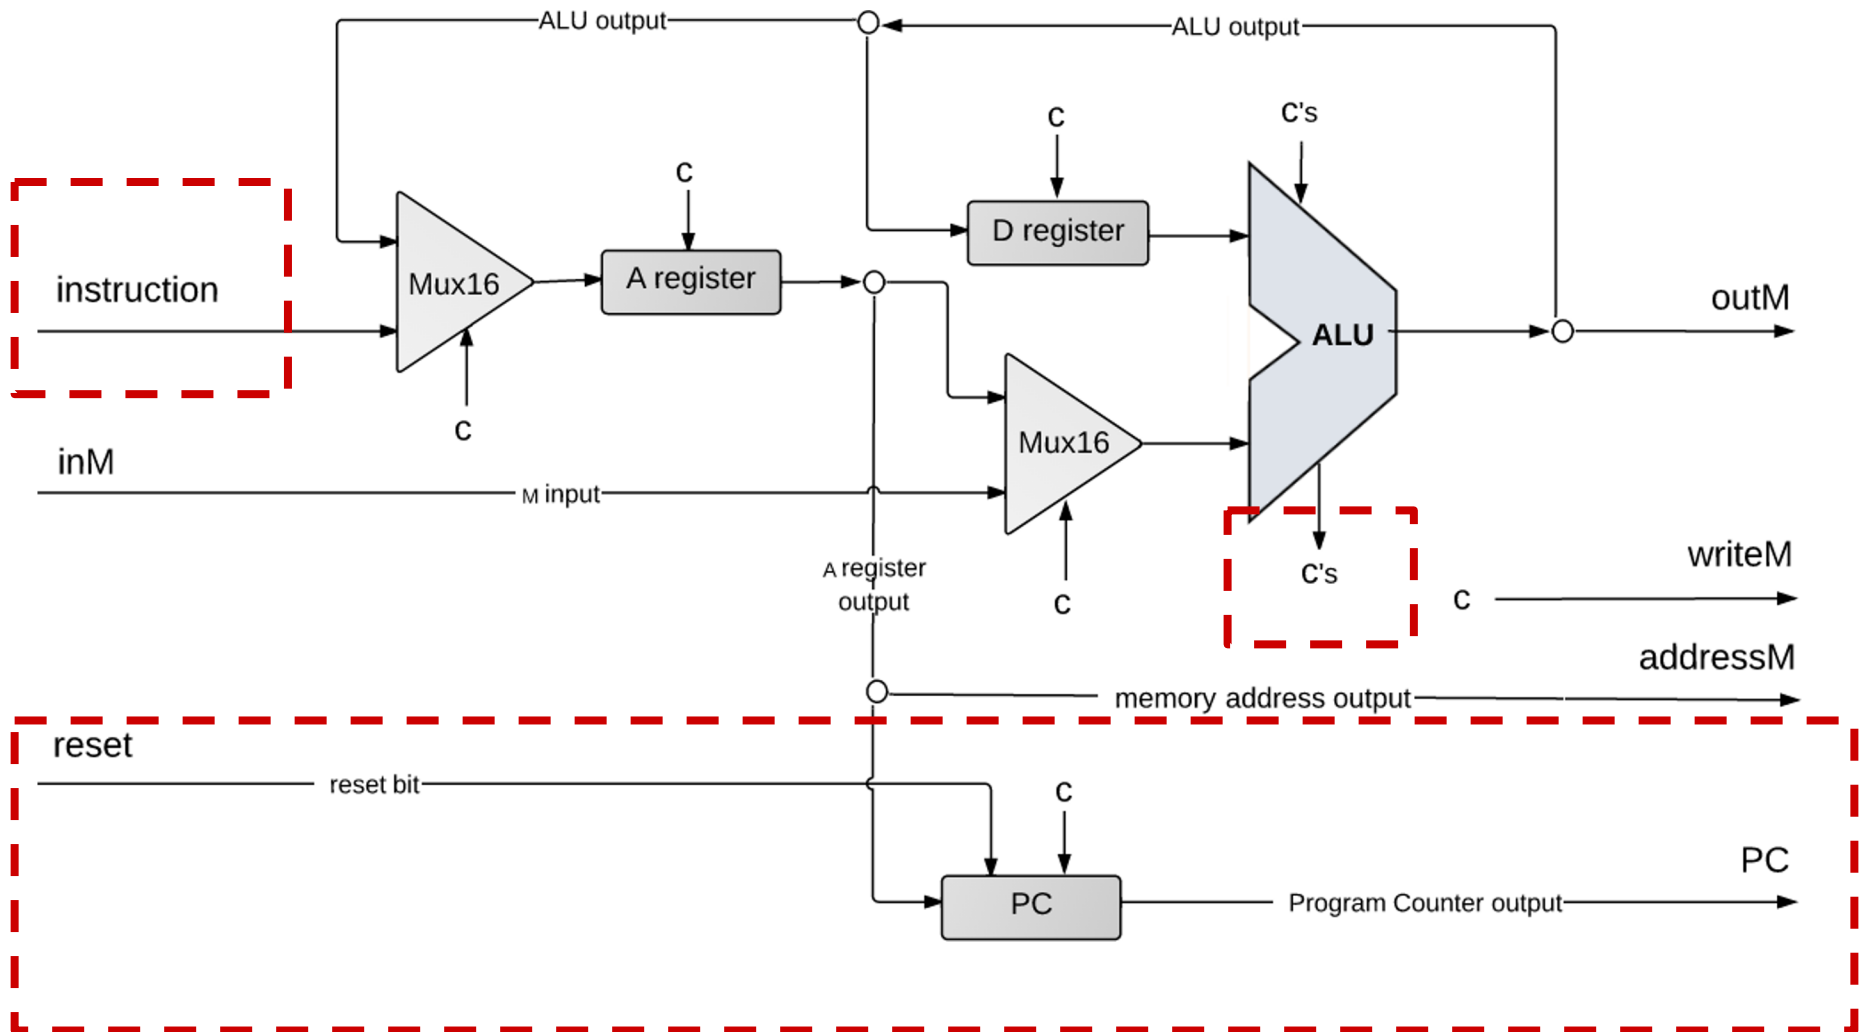 ALU output
ALU output
c
c's
c
D register
A register
Mux16
instruction
outM
ALU
c
Mux16
inM
M input
c's
writeM
c
A register
output
c
addressM
memory address output
reset
reset bit
c
PC
PC
Program Counter output